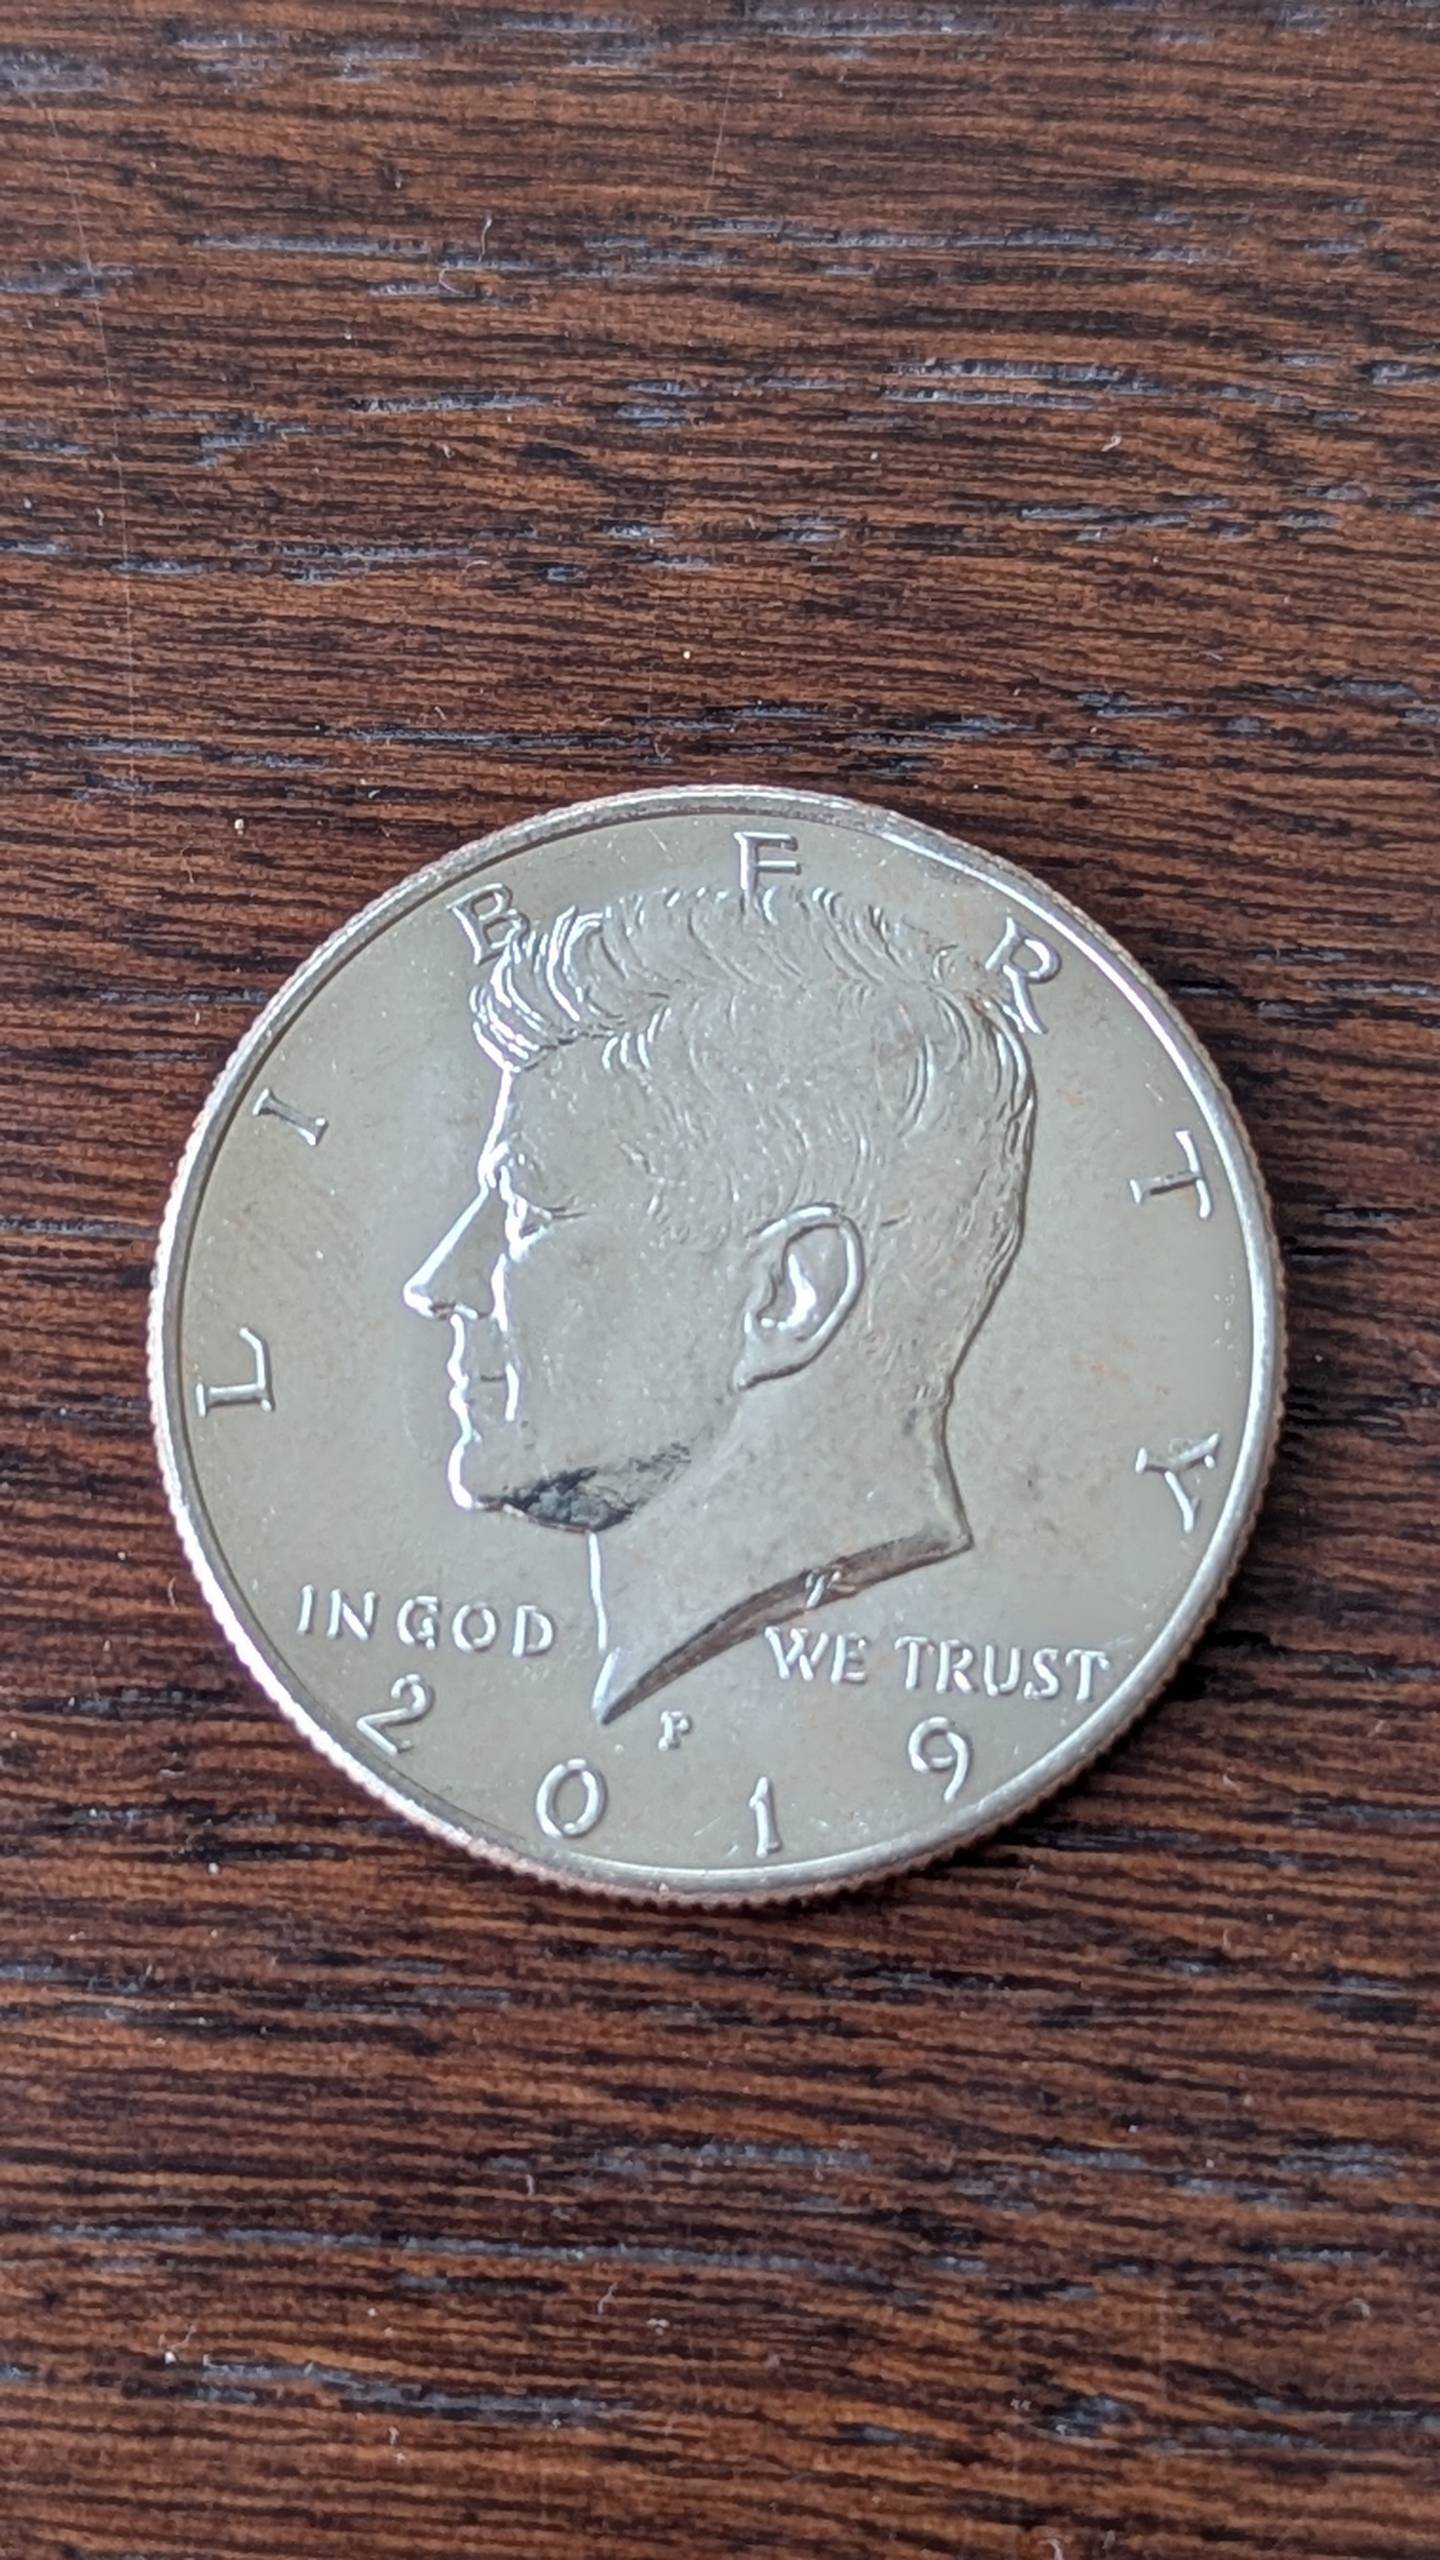 LIBERTY
IN GOD WE TRUST
P
2019